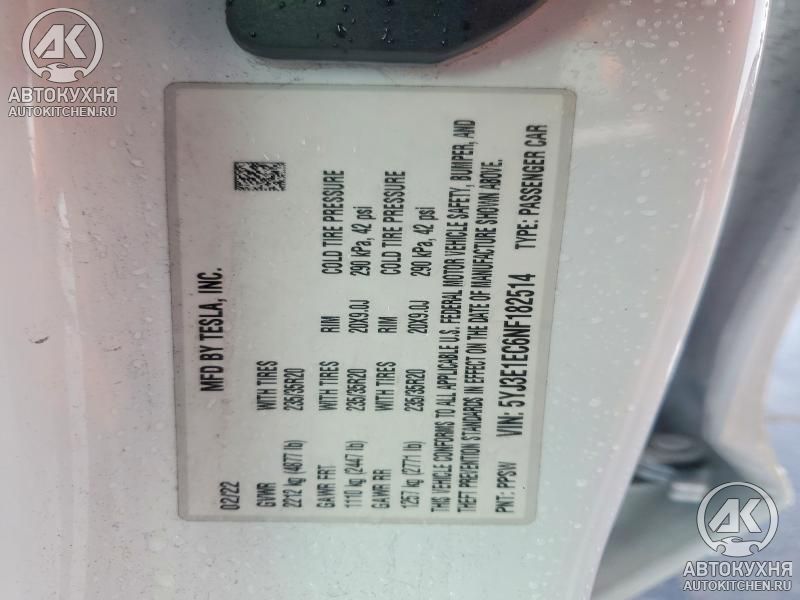 АК
АВТОКУХНЯ
AUTOKITCHEN.RU
MFD BY TESLA, INC.
02/22
GVWR WITH TIRES RIM COLD TIRE PRESSURE
2212 kg (4877 lb) 235/35R20 20X9.0J 290 kPa, 42 psi
GAWR FRT WITH TIRES RIM COLD TIRE PRESSURE
1110 kg (2447 lb) 235/35R20 20X9.0J 290 kPa, 42 psi
GAWR RR
1257 kg (2771 lb) 235/35R20
THIS VEHICLE CONFORMS TO ALL APPLICABLE U.S. FEDERAL MOTOR VEHICLE SAFETY, BUMPER, AND
THEFT PREVENTION STANDARDS IN EFFECT ON THE DATE OF MANUFACTURE SHOWN ABOVE.
PNT: PPSW VIN: 5YJ3E1EC6NF182514 TYPE: PASSENGER CAR
АК
АВТОКУХНЯ
AUTOKITCHEN.RU